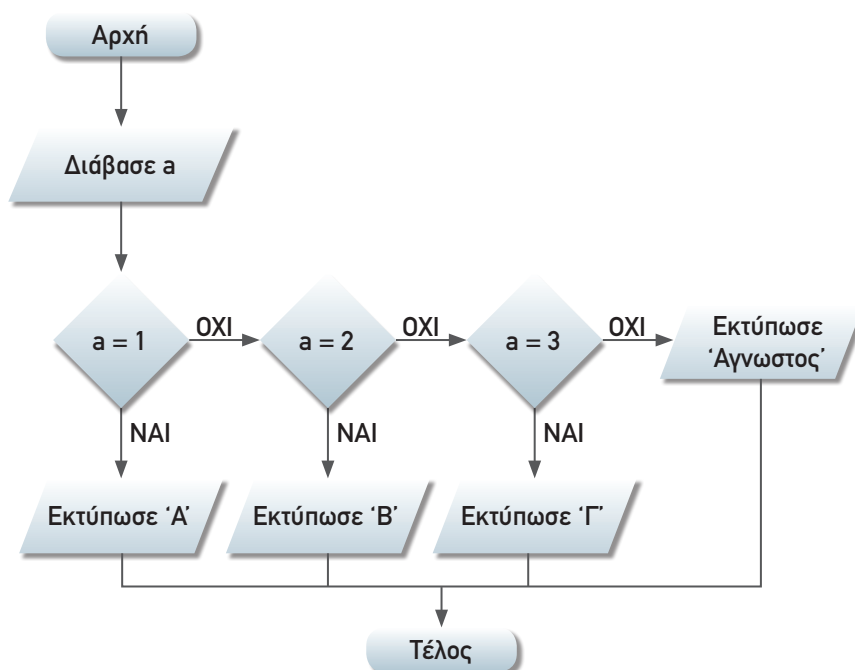 Αρχή
Διάβασε a
a = 1
ΟΧΙ
a = 2
ΟΧΙ
a = 3
ΟΧΙ
Εκτύπωσε
‘Αγνωστος’
ΝΑΙ
ΝΑΙ
ΝΑΙ
Εκτύπωσε ‘Α’
Εκτύπωσε ‘Β’
Εκτύπωσε ‘Γ’
Τέλος